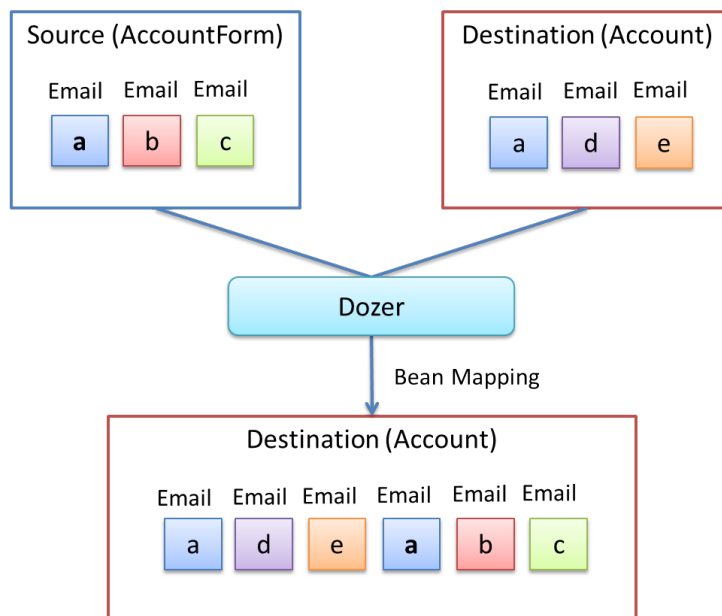 Source (AccountForm)
Email Email Email
a b c
Destination (Account)
Email Email Email
a d e
Dozer
Bean Mapping
Destination (Account)
Email Email Email Email Email Email
a d e a b c